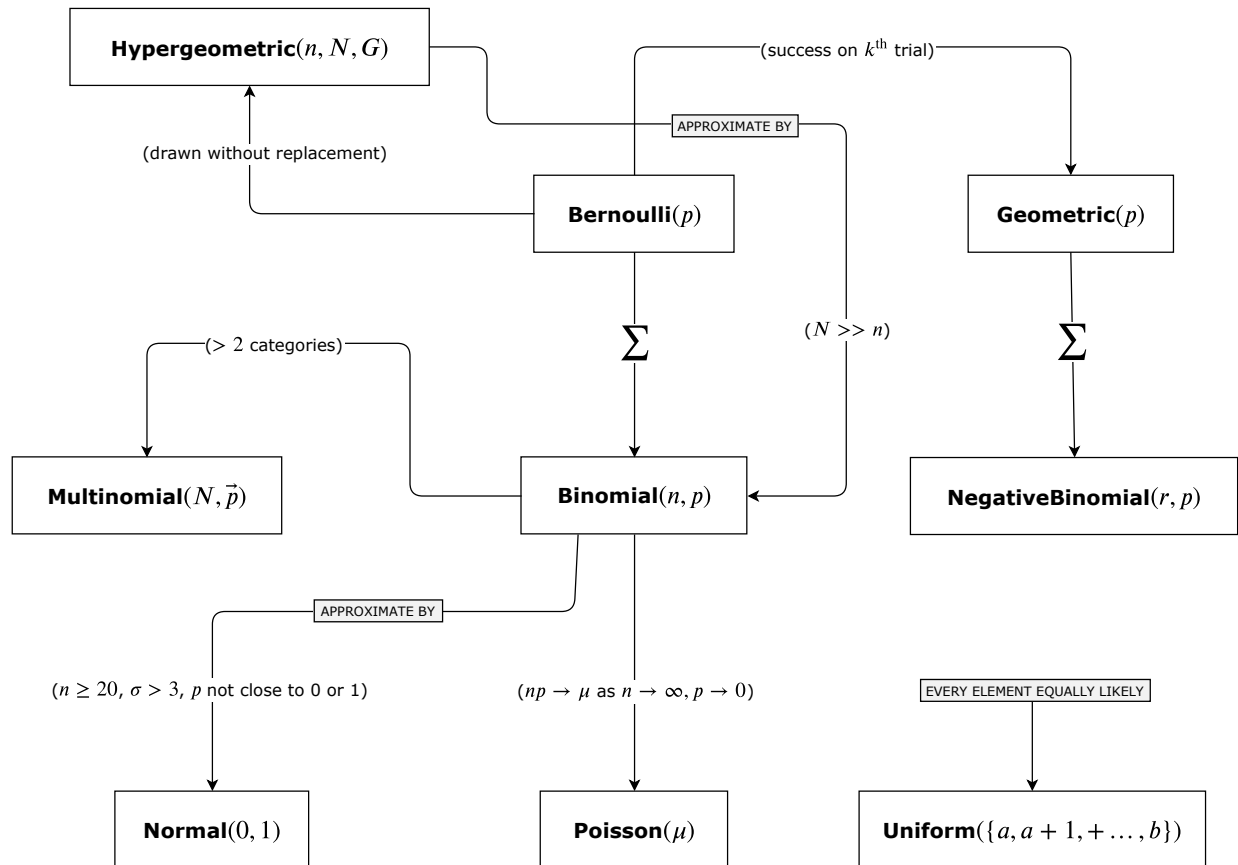 Hypergeometric(n, N, G)
(success on kᵗʰ trial)
APPROXIMATE BY
(drawn without replacement)
Bernoulli(p)
Geometric(p)
∑
(N >> n)
∑
(> 2 categories)
Multinomial(N, p⃗)
Binomial(n, p)
NegativeBinomial(r, p)
APPROXIMATE BY
(n ≥ 20, σ > 3, p not close to 0 or 1)
(np → μ as n → ∞, p → 0)
EVERY ELEMENT EQUALLY LIKELY
Normal(0, 1)
Poisson(μ)
Uniform({a, a + 1, + …, b})